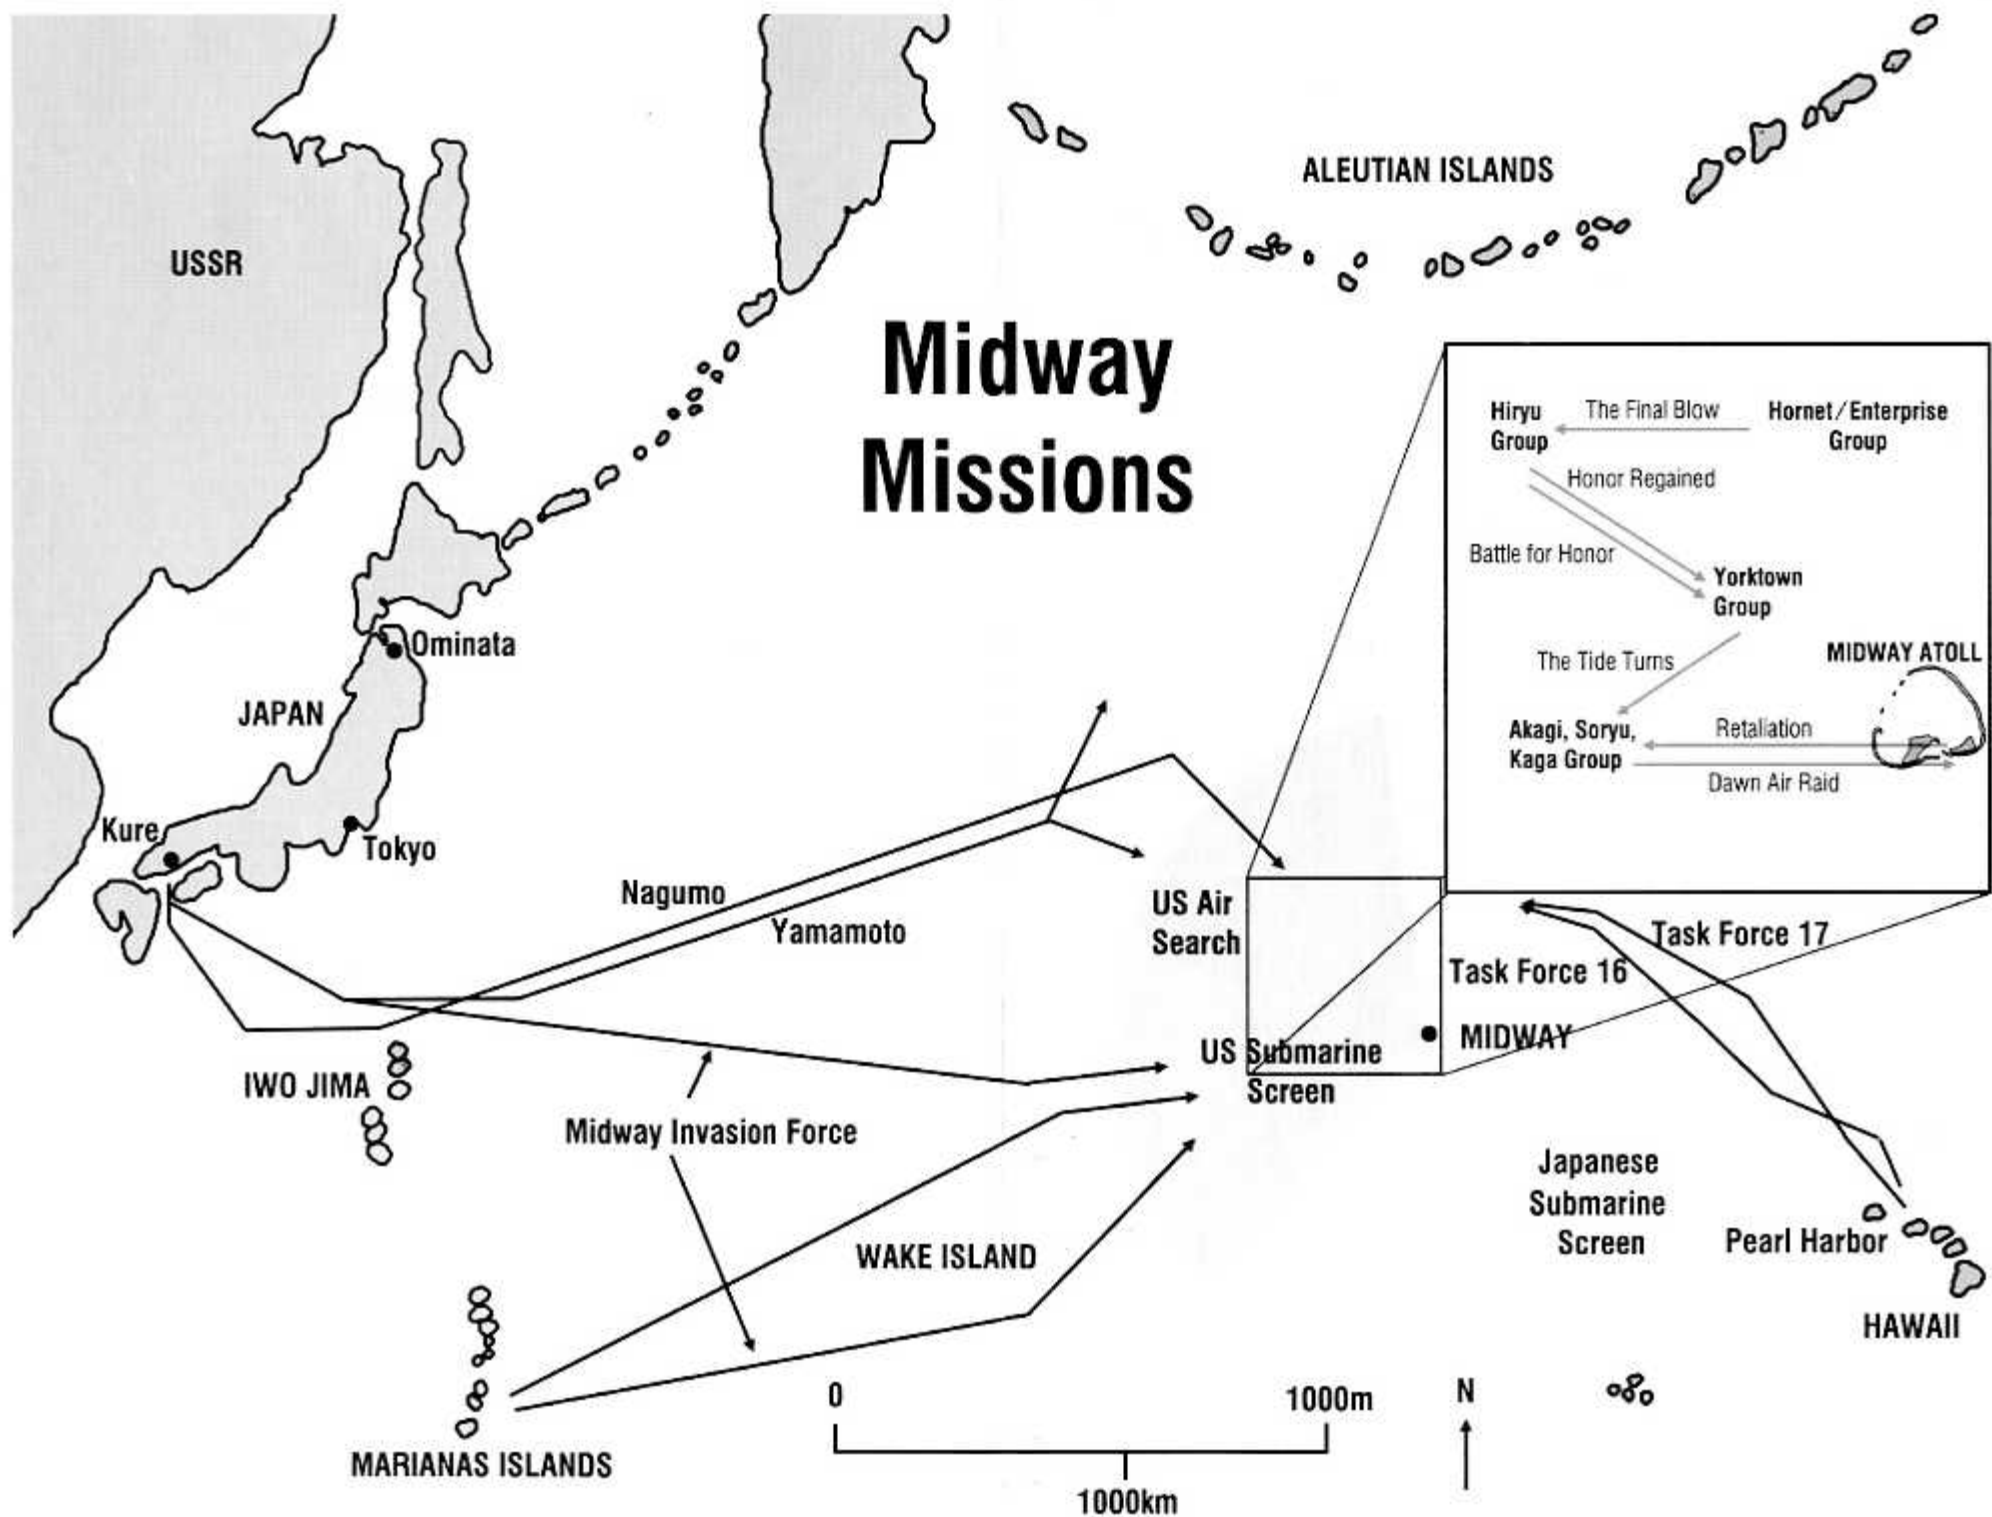 USSR
ALEUTIAN ISLANDS
Midway
Missions
Hiryu
Group
The Final Blow
Hornet/Enterprise
Group
Honor Regained
Battle for Honor
Yorktown
Group
The Tide Turns
MIDWAY ATOLL
Akagi, Soryu,
Kaga Group
Retaliation
Dawn Air Raid
Ominata
JAPAN
Kure
Tokyo
Nagumo
Yamamoto
US Air
Search
Task Force 17
Task Force 16
MIDWAY
US Submarine
Screen
IWO JIMA
Midway Invasion Force
Japanese
Submarine
Screen
Pearl Harbor
WAKE ISLAND
HAWAII
MARIANAS ISLANDS
0
1000m
1000km
N